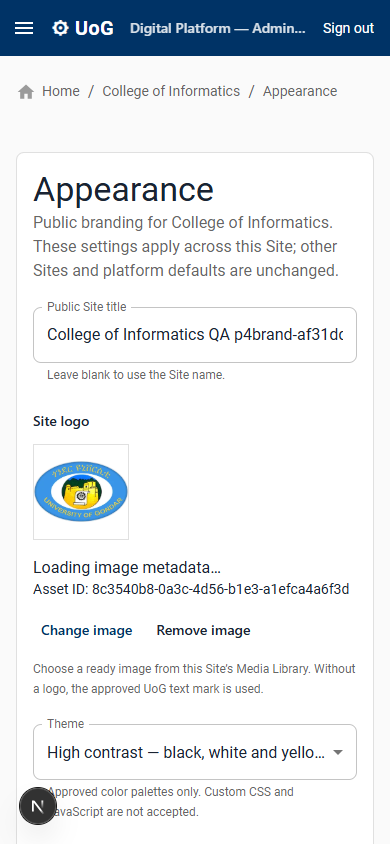 UoG Digital Platform — Admin... Sign out
Home / College of Informatics / Appearance
Appearance
Public branding for College of Informatics.
These settings apply across this Site; other
Sites and platform defaults are unchanged.
Public Site title
College of Informatics QA p4brand-af31dc
Leave blank to use the Site name.
Site logo
UNIVERSITY OF GONDAR
Loading image metadata…
Asset ID: 8c3540b8-0a3c-4d56-b1e3-a1efca4a6f3d
Change image Remove image
Choose a ready image from this Site's Media Library. Without
a logo, the approved UoG text mark is used.
Theme
High contrast — black, white and yello...
Approved color palettes only. Custom CSS and
JavaScript are not accepted.
N